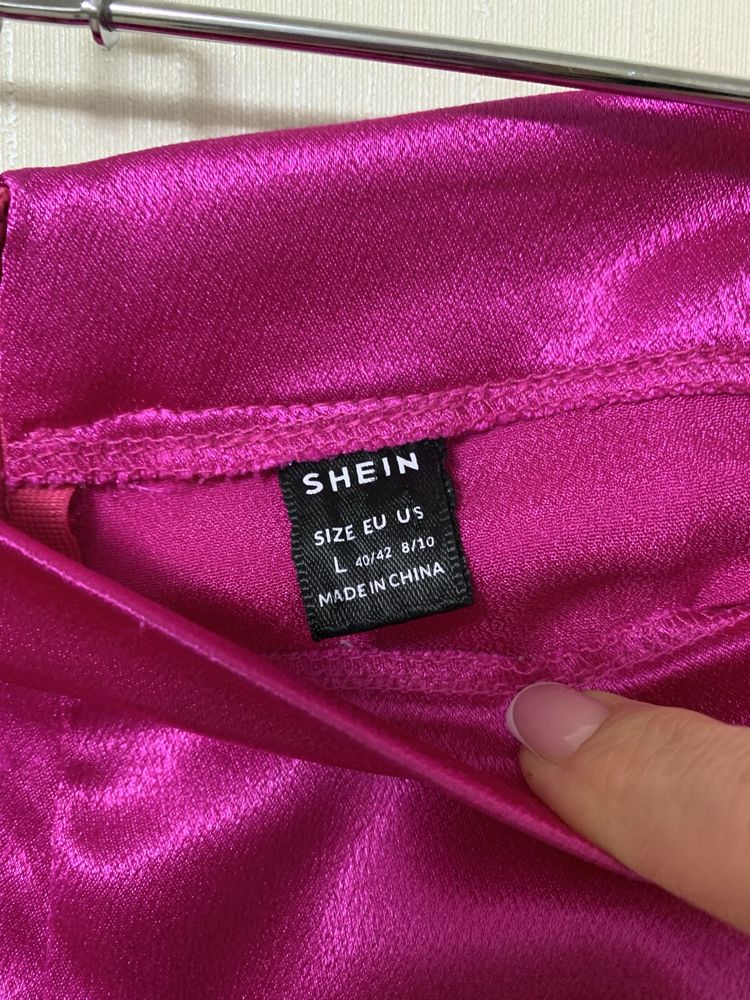 SHEIN
SIZE EU US
L 40/42 8/10
MADE IN CHINA